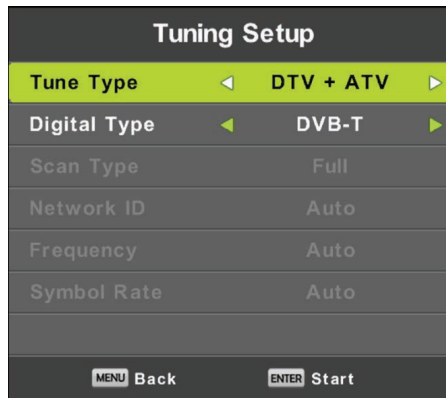 Tuning Setup
Tune Type DTV + ATV
Digital Type DVB-T
Scan Type Full
Network ID Auto
Frequency Auto
Symbol Rate Auto
MENU Back ENTER Start